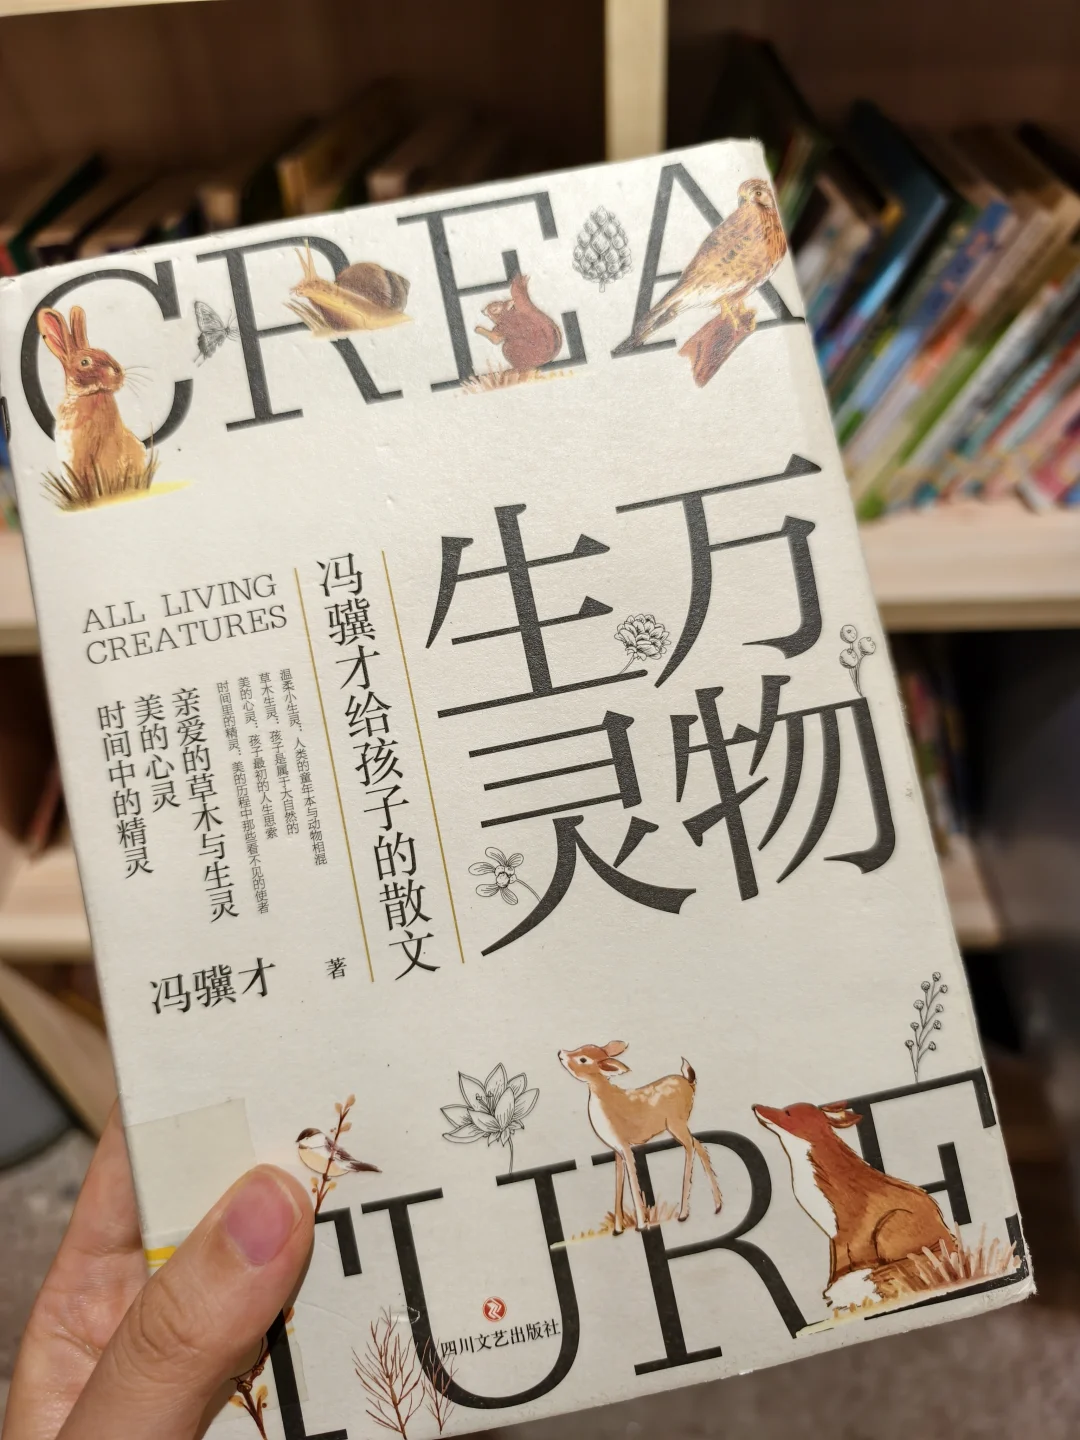 CREA
万物
生灵
冯骥才给孩子的散文
ALL LIVING
CREATURES
温柔小生灵：人类的童年本与动物相混
草木生灵：孩子是属于大自然的
美的心灵：孩子最初的人生思索
时间里的精灵：美的历程中那些看不见的使者
亲爱的草木与生灵
美的心灵
时间中的精灵
冯骥才 著
TURE
四川文艺出版社